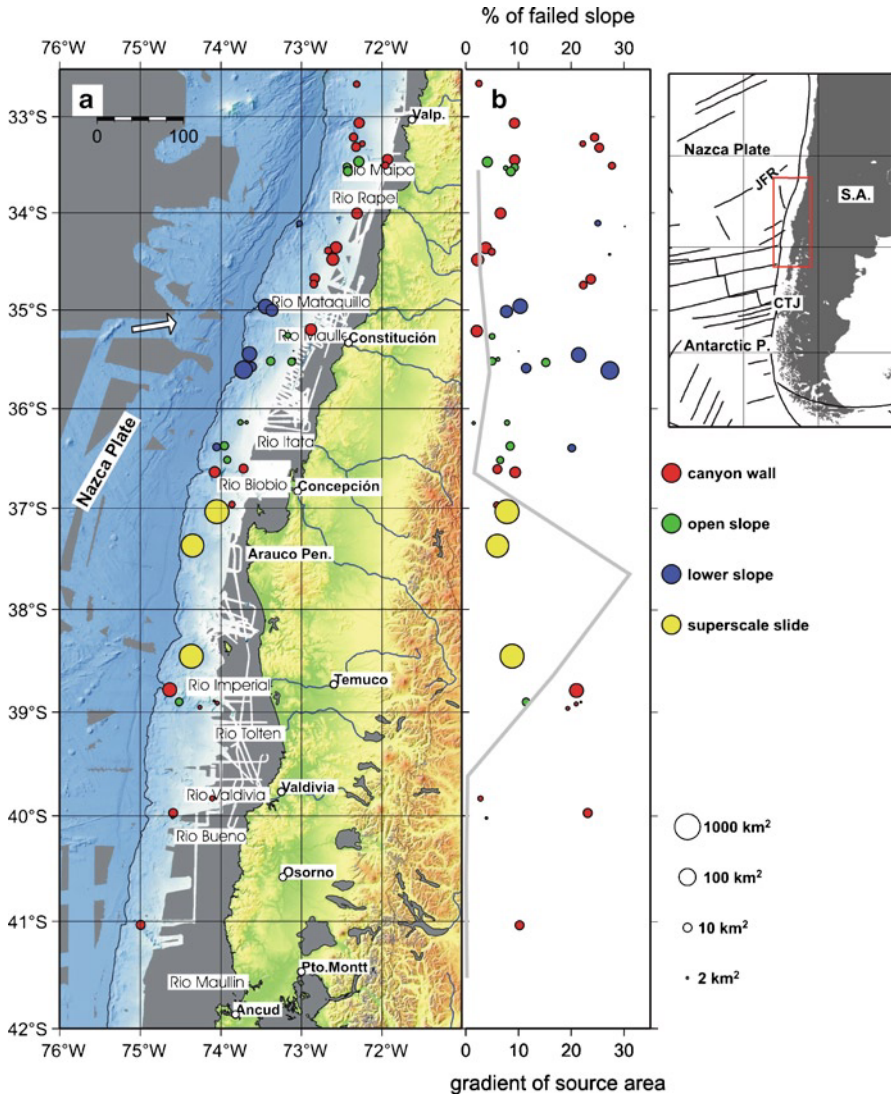 % of failed slope
76°W 75°W 74°W 73°W 72°W 0 10 20 30
a
0 100
b
33°S
34°S
35°S
36°S
37°S
38°S
39°S
40°S
41°S
42°S
Valp.
Rio Maipo
Rio Rapel
Rio Mataquillo
Rio Maulle
Constitución
Rio Itata
Rio Biobio
Concepción
Arauco Pen.
Rio Imperial
Temuco
Rio Tolten
Rio Valdivia
Valdivia
Rio Bueno
Osorno
Rio Maullin
Pto.Montt
Ancud
Nazca Plate
76°W 75°W 74°W 73°W 72°W 0 10 20 30
gradient of source area
Nazca Plate
JFR
S.A.
CTJ
Antarctic P.
canyon wall
open slope
lower slope
superscale slide
1000 km²
100 km²
10 km²
2 km²